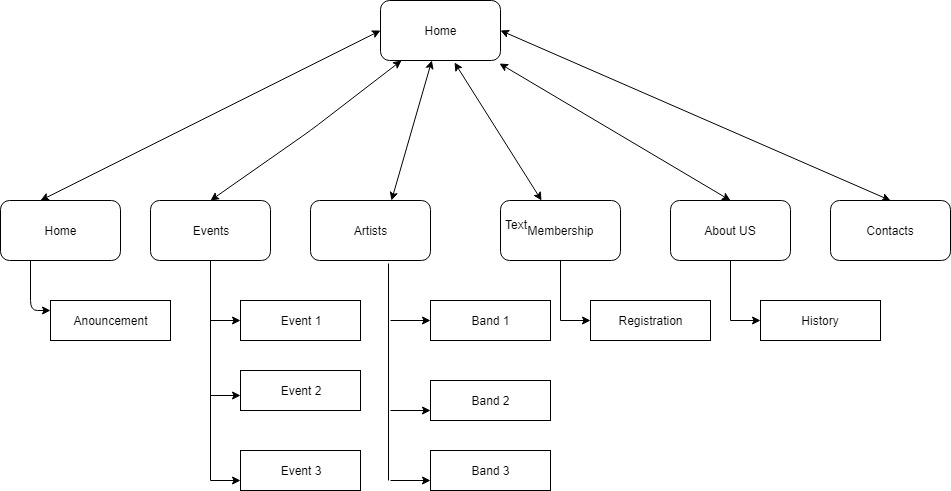 Home
Home
Events
Artists
Text
Membership
About US
Contacts
Anouncement
Event 1
Band 1
Registration
History
Event 2
Band 2
Event 3
Band 3